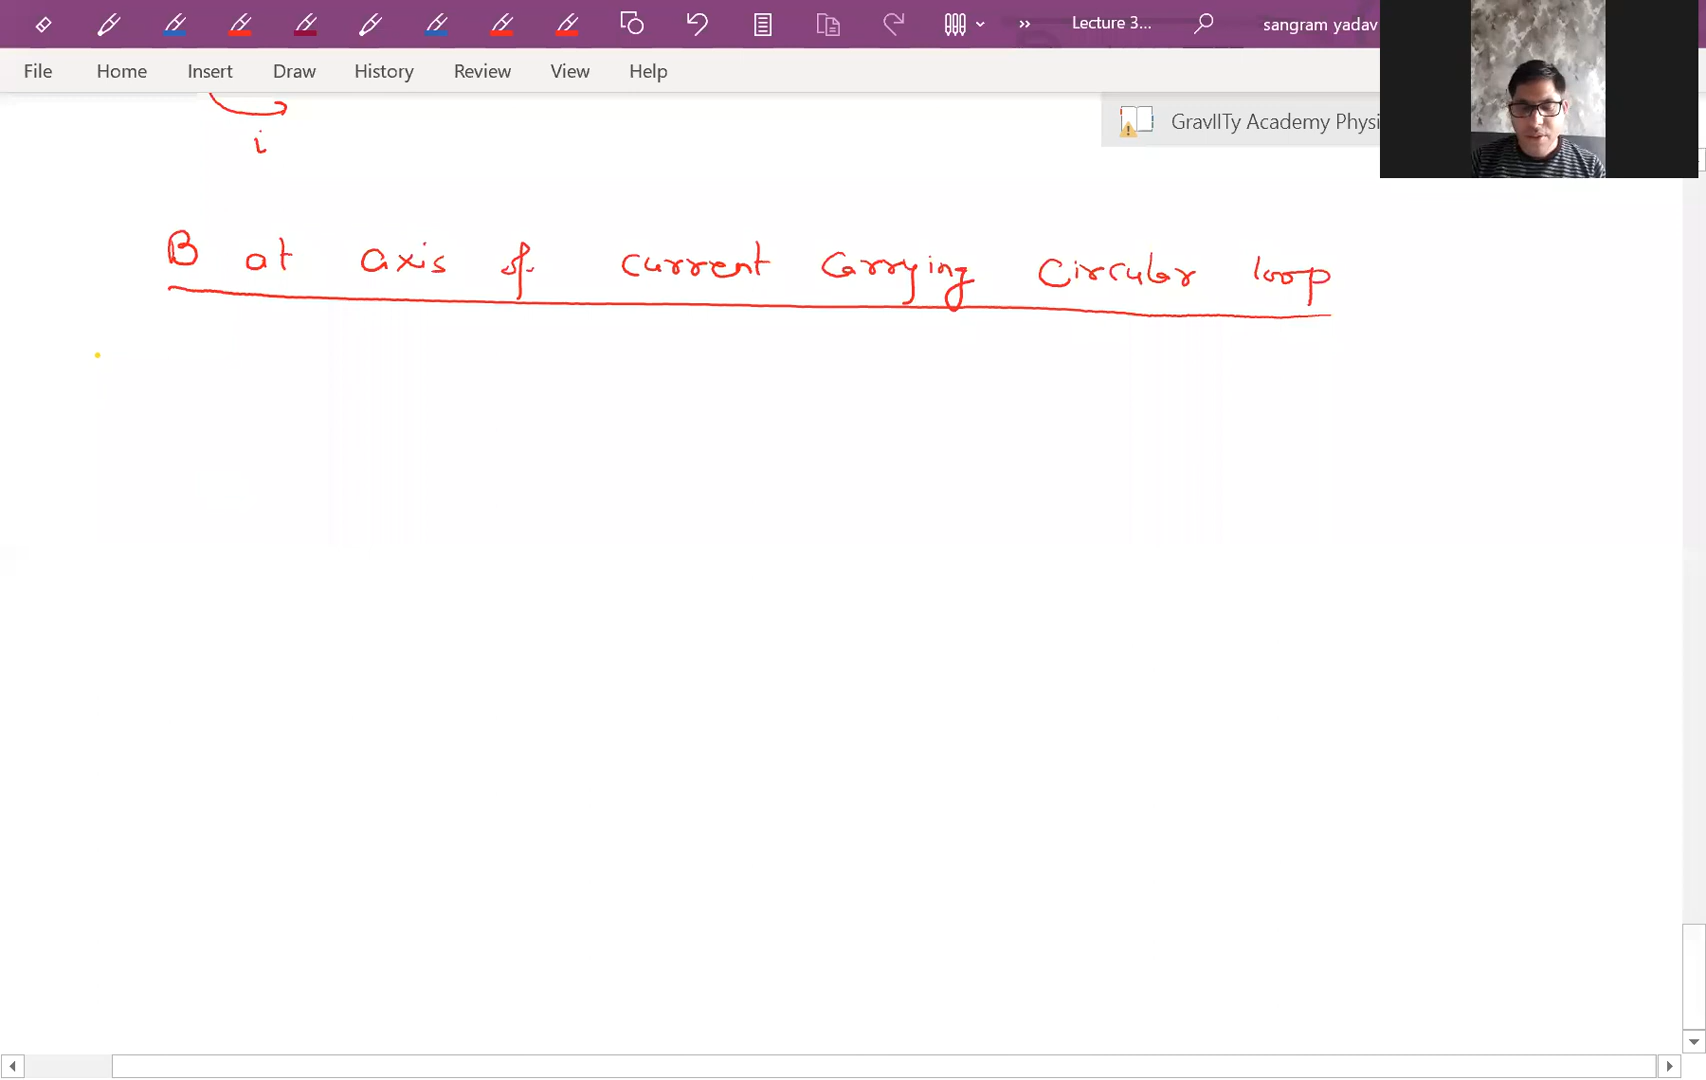 Lecture 3...
sangram yadav
File Home Insert Draw History Review View Help
GravIITy Academy Physi
i
B at axis of current carrying circular loop